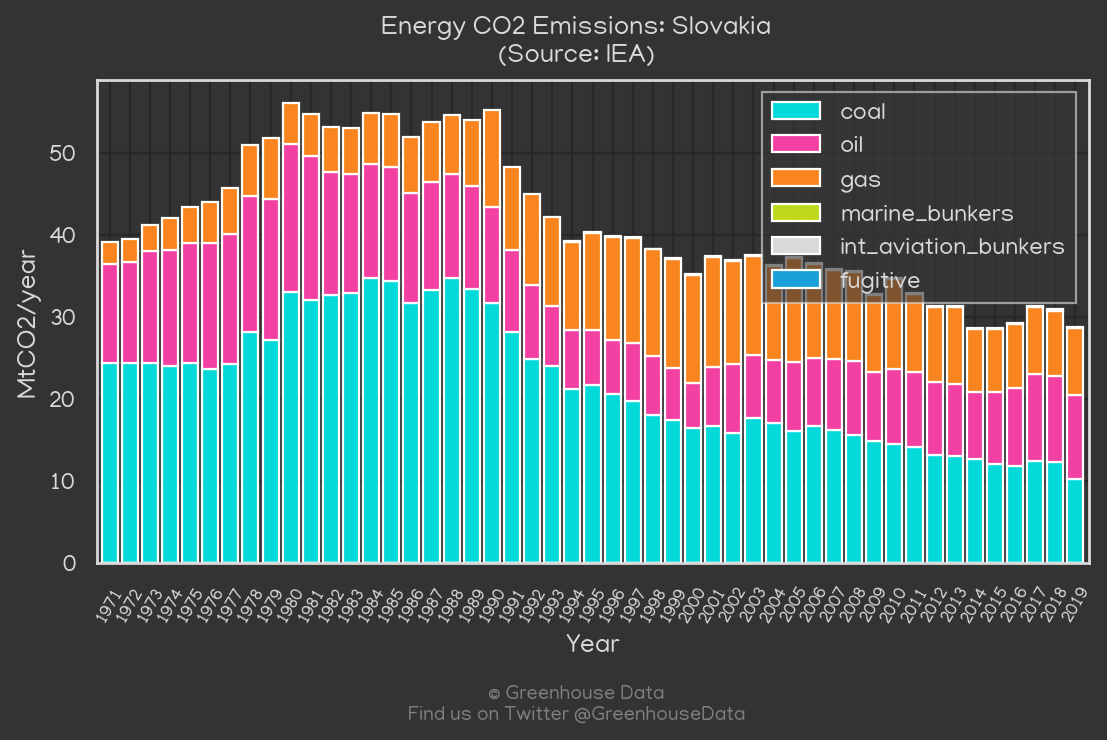 Energy CO2 Emissions: Slovakia
(Source: IEA)
coal
oil
gas
marine_bunkers
int_aviation_bunkers
fugitive
MtCO2/year
50
40
30
20
10
0
1971 1972 1973 1974 1975 1976 1977 1978 1979 1980 1981 1982 1983 1984 1985 1986 1987 1988 1989 1990 1991 1992 1993 1994 1995 1996 1997 1998 1999 2000 2001 2002 2003 2004 2005 2006 2007 2008 2009 2010 2011 2012 2013 2014 2015 2016 2017 2018 2019
Year
© Greenhouse Data
Find us on Twitter @GreenhouseData